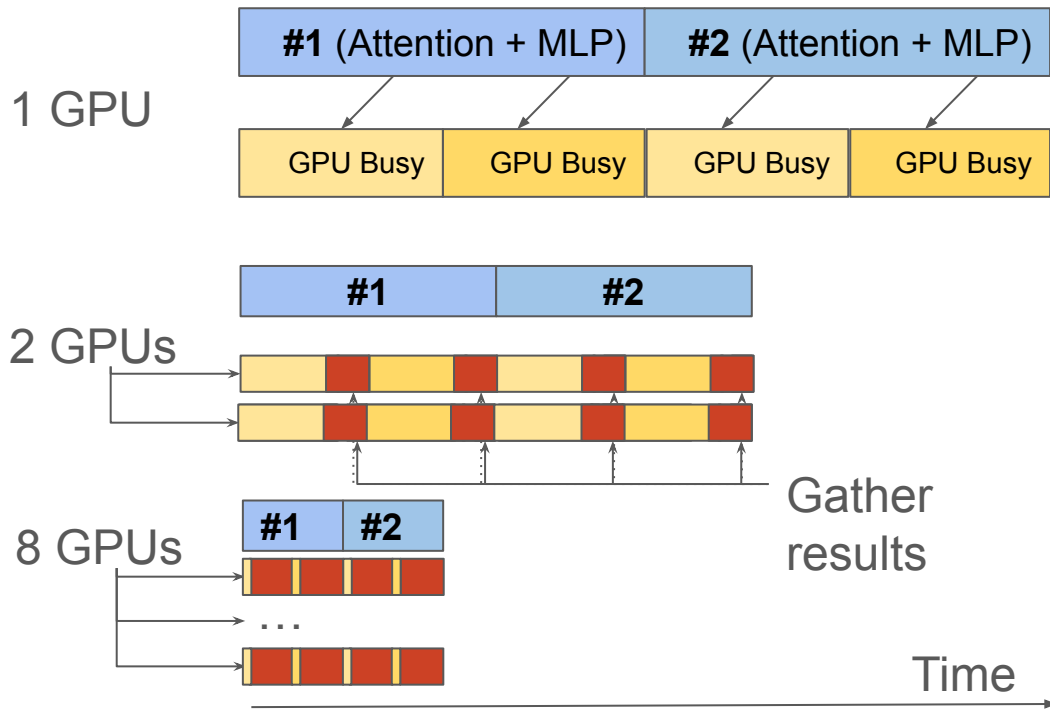 #1 (Attention + MLP)
#2 (Attention + MLP)
1 GPU
GPU Busy
GPU Busy
GPU Busy
GPU Busy
#1
#2
2 GPUs
Gather
results
#1
#2
8 GPUs
...
Time